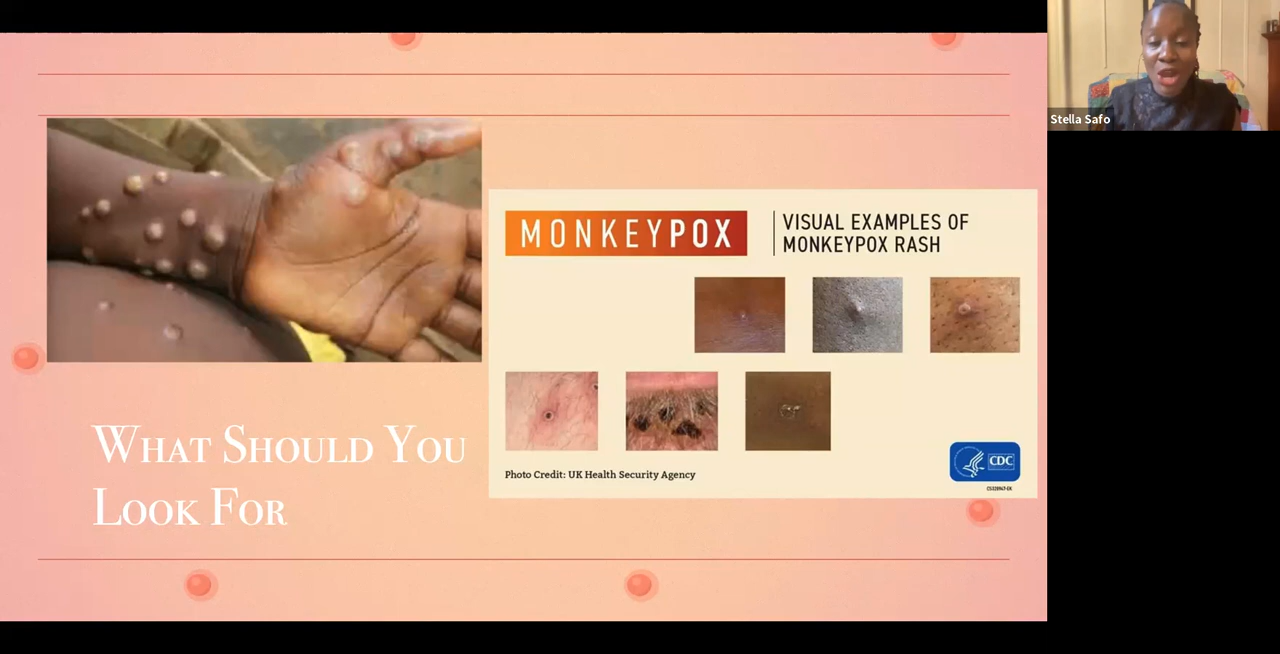 Stella Safo
MONKEYPOX
VISUAL EXAMPLES OF
MONKEYPOX RASH
Photo Credit: UK Health Security Agency
CDC
WHAT SHOULD YOU
LOOK FOR